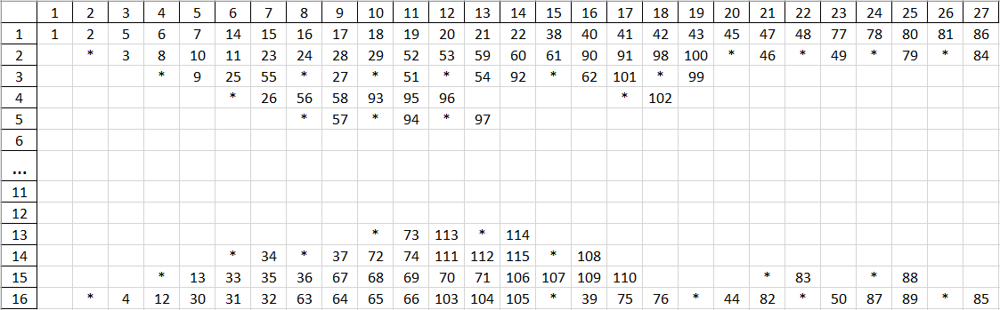 1 2 3 4 5 6 7 8 9 10 11 12 13 14 15 16 17 18 19 20 21 22 23 24 25 26 27
1 1 2 5 6 7 14 15 16 17 18 19 20 21 22 38 40 41 42 43 45 47 48 77 78 80 81 86
2 * 3 8 10 11 23 24 28 29 52 53 59 60 61 90 91 98 100 * 46 * 49 * 79 * 84
3 * 9 25 55 * 27 * 51 * 54 92 * 62 101 * 99
4 * 26 56 58 93 95 96 * 102
5 * 57 * 94 * 97
6
...
11
12
13 * 73 113 * 114
14 * 34 * 37 72 74 111 112 115 * 108
15 * 13 33 35 36 67 68 69 70 71 106 107 109 110 * 83 * 88
16 * 4 12 30 31 32 63 64 65 66 103 104 105 * 39 75 76 * 44 82 * 50 87 89 * 85